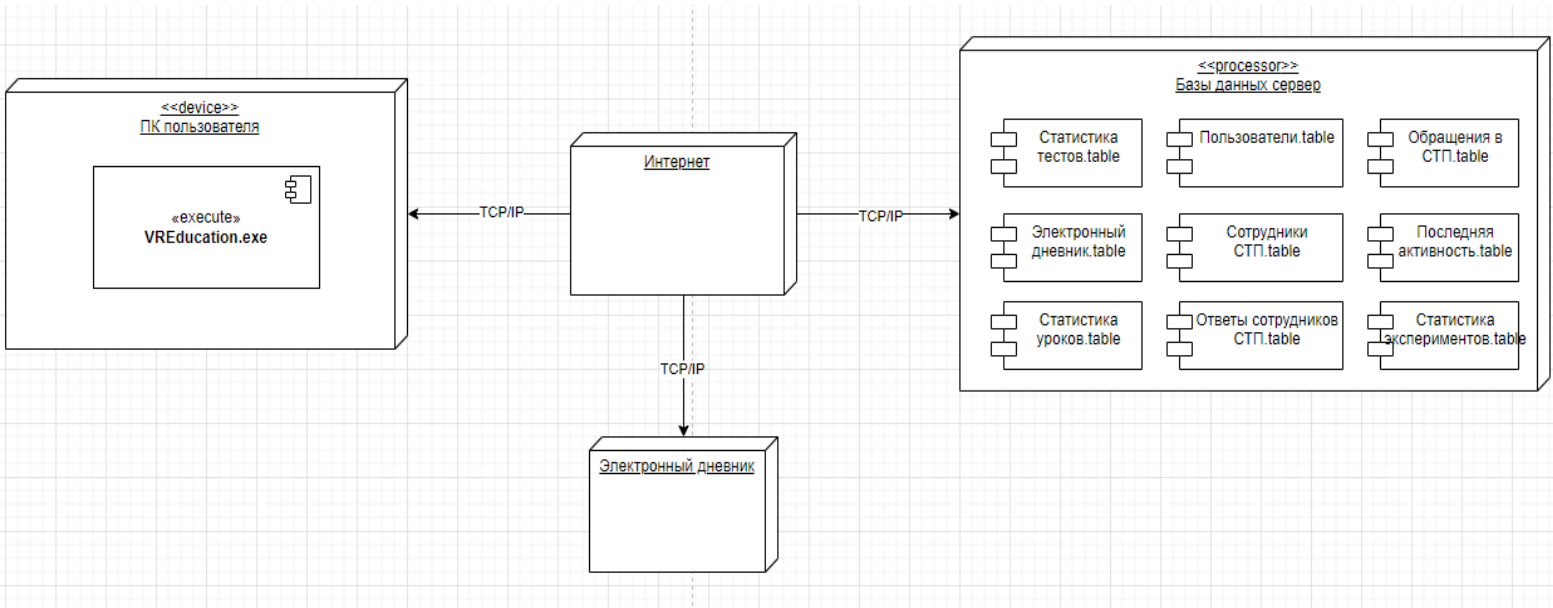 <<device>>
ПК пользователя
«execute»
VREducation.exe
TCP/IP
Интернет
TCP/IP
TCP/IP
Электронный дневник
<<processor>>
Базы данных сервер
Статистика
тестов.table
Пользователи.table
Обращения в
СТП.table
Электронный
дневник.table
Сотрудники
СТП.table
Последняя
активность.table
Статистика
уроков.table
Ответы сотрудников
СТП.table
Статистика
экспериментов.table